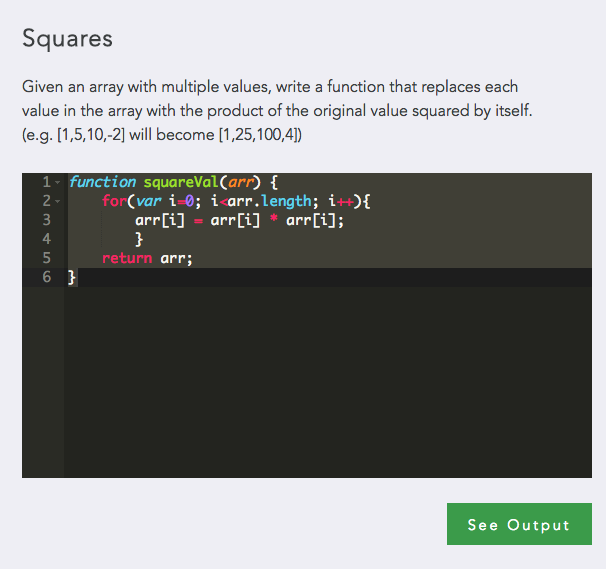 Squares
Given an array with multiple values, write a function that replaces each
value in the array with the product of the original value squared by itself.
(e.g. [1,5,10,-2] will become [1,25,100,4])
1 function squareVal(arr) {
2 for(var i=0; i<arr.length; i++){
3 arr[i] = arr[i] * arr[i];
4 }
5 return arr;
6 }
See Output